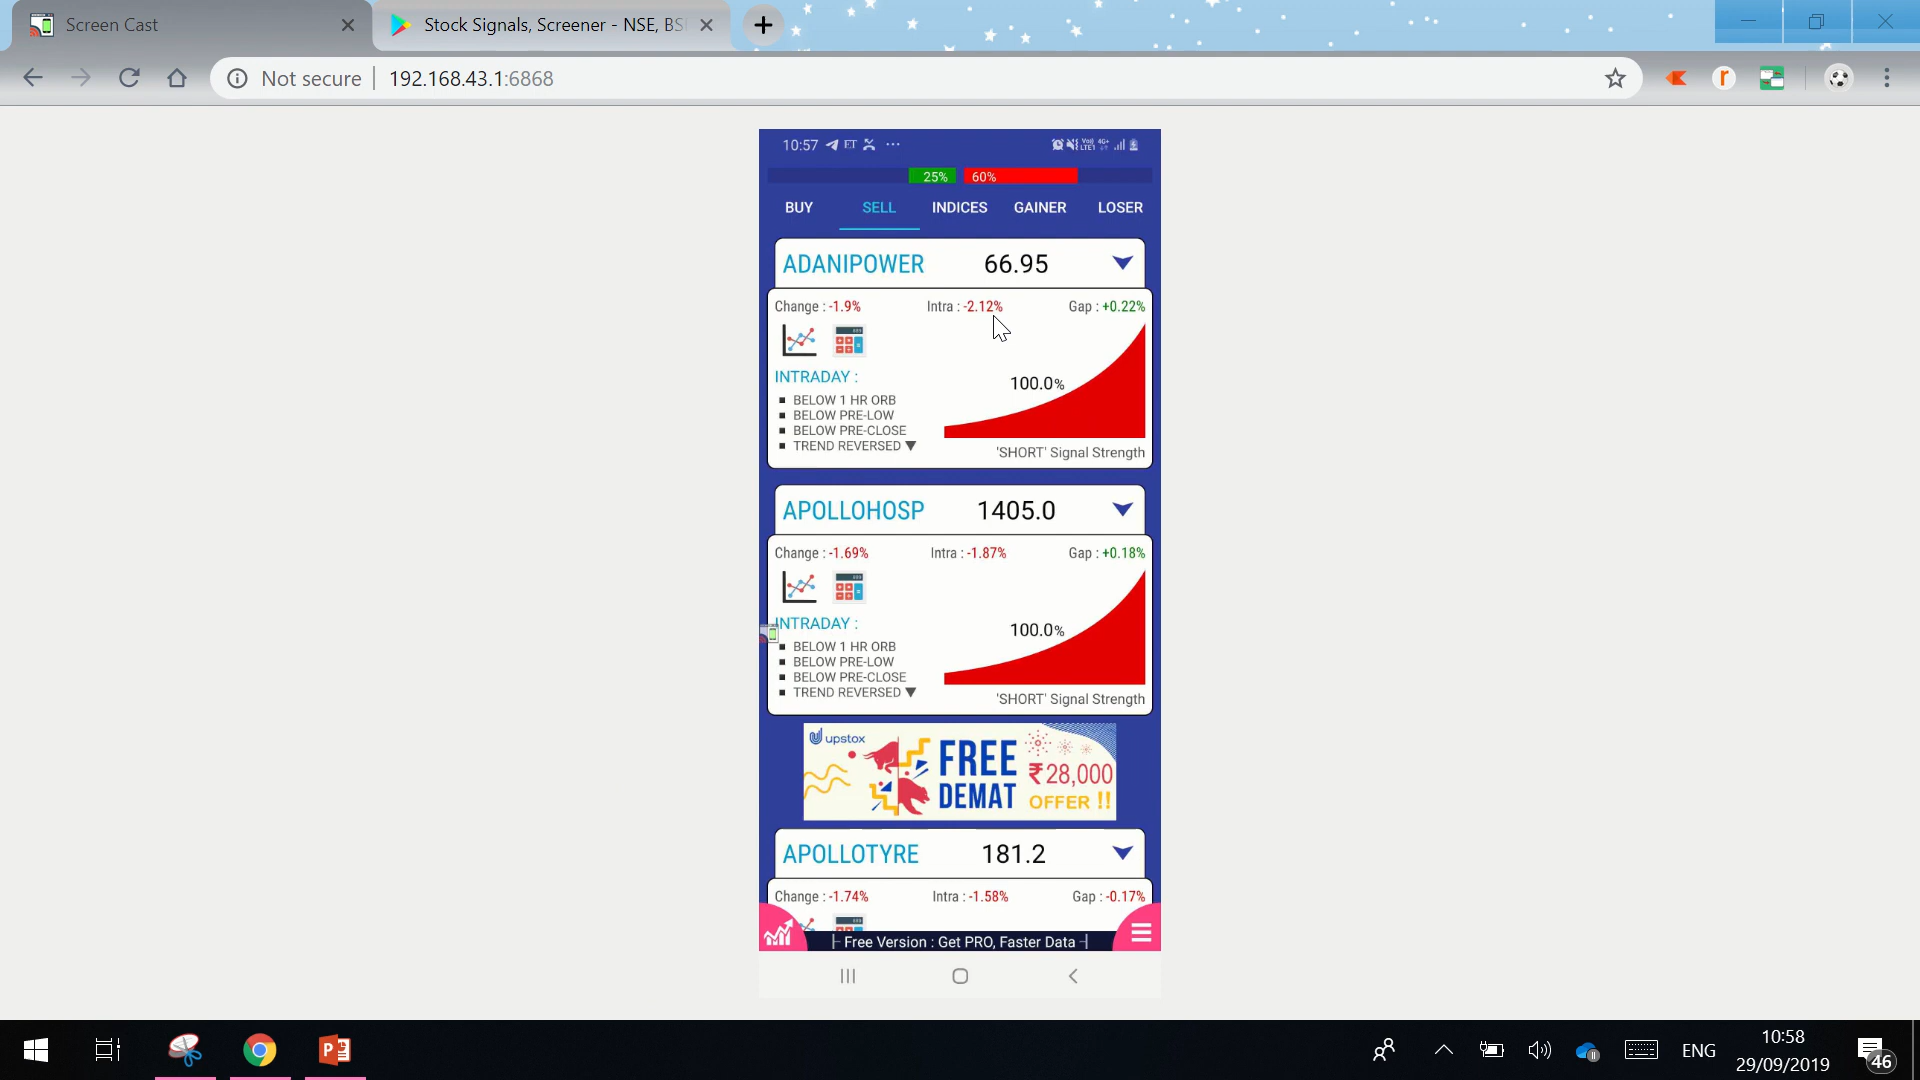 Screen Cast
Stock Signals, Screener - NSE, BS
Not secure
192.168.43.1:6868
10:57 ET
25% 60%
BUY SELL INDICES GAINER LOSER
ADANIPOWER 66.95
Change : -1.9% Intra : -2.12% Gap : +0.22%
INTRADAY :
BELOW 1 HR ORB
BELOW PRE-LOW
BELOW PRE-CLOSE
TREND REVERSED ▼
100.0%
'SHORT' Signal Strength
APOLLOHOSP 1405.0
Change : -1.69% Intra : -1.87% Gap : +0.18%
INTRADAY :
BELOW 1 HR ORB
BELOW PRE-LOW
BELOW PRE-CLOSE
TREND REVERSED ▼
100.0%
'SHORT' Signal Strength
upstox
FREE
DEMAT
₹28,000
OFFER !!
APOLLOTYRE 181.2
Change : -1.74% Intra : -1.58% Gap : -0.17%
Free Version : Get PRO, Faster Data
ENG
10:58
29/09/2019
46